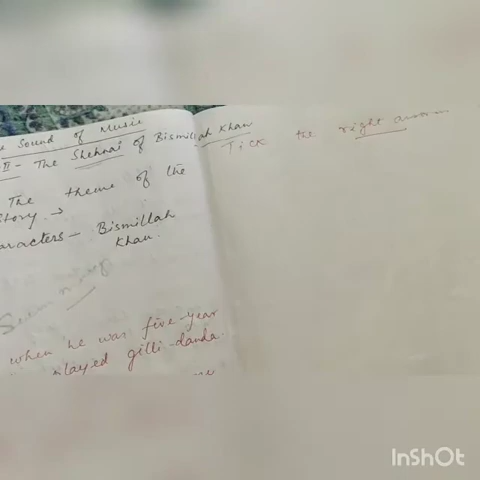 e Sound of Music
II - The Shehnai of Bismillah Khan
The theme of the
Story →
aracters - Bismillah
Khan.
when he was five-year
played gilli-danda.
Tick the right
InShOt